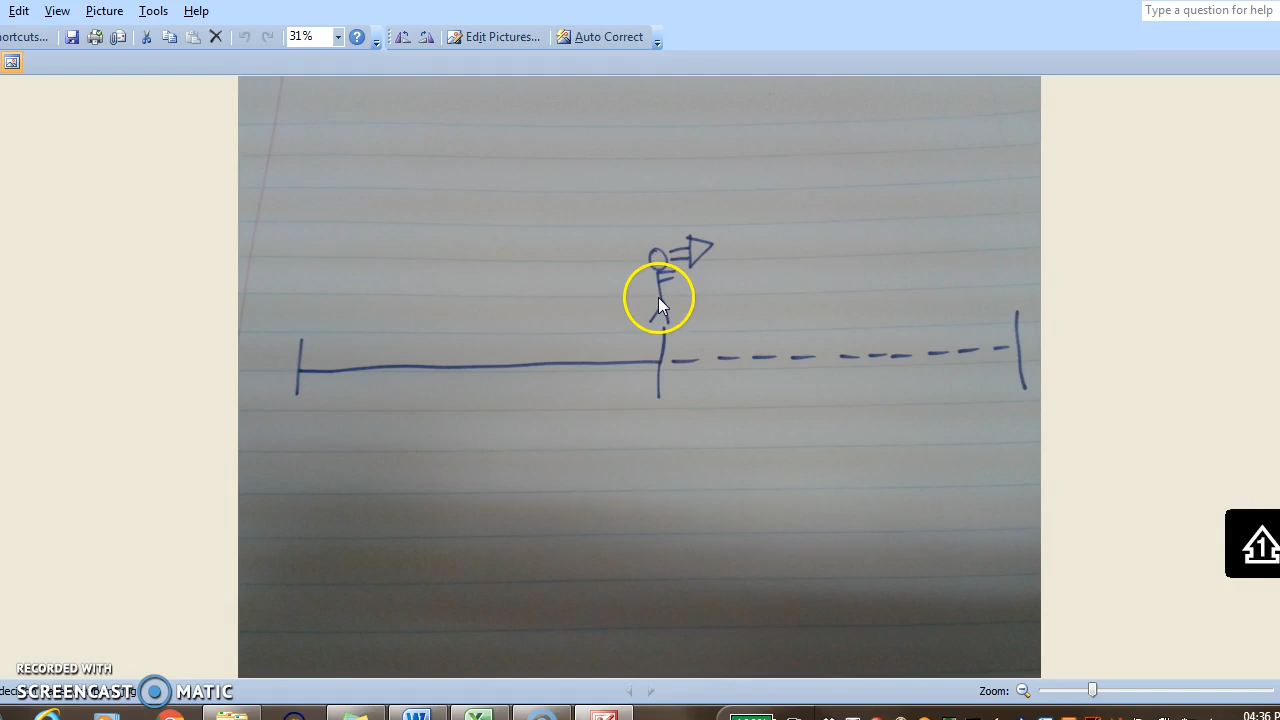 Edit View Picture Tools Help
Type a question for help
ortcuts... 31% Edit Pictures... Auto Correct
1
RECORDED WITH
SCREENCAST MATIC
Zoom:
04:36 p